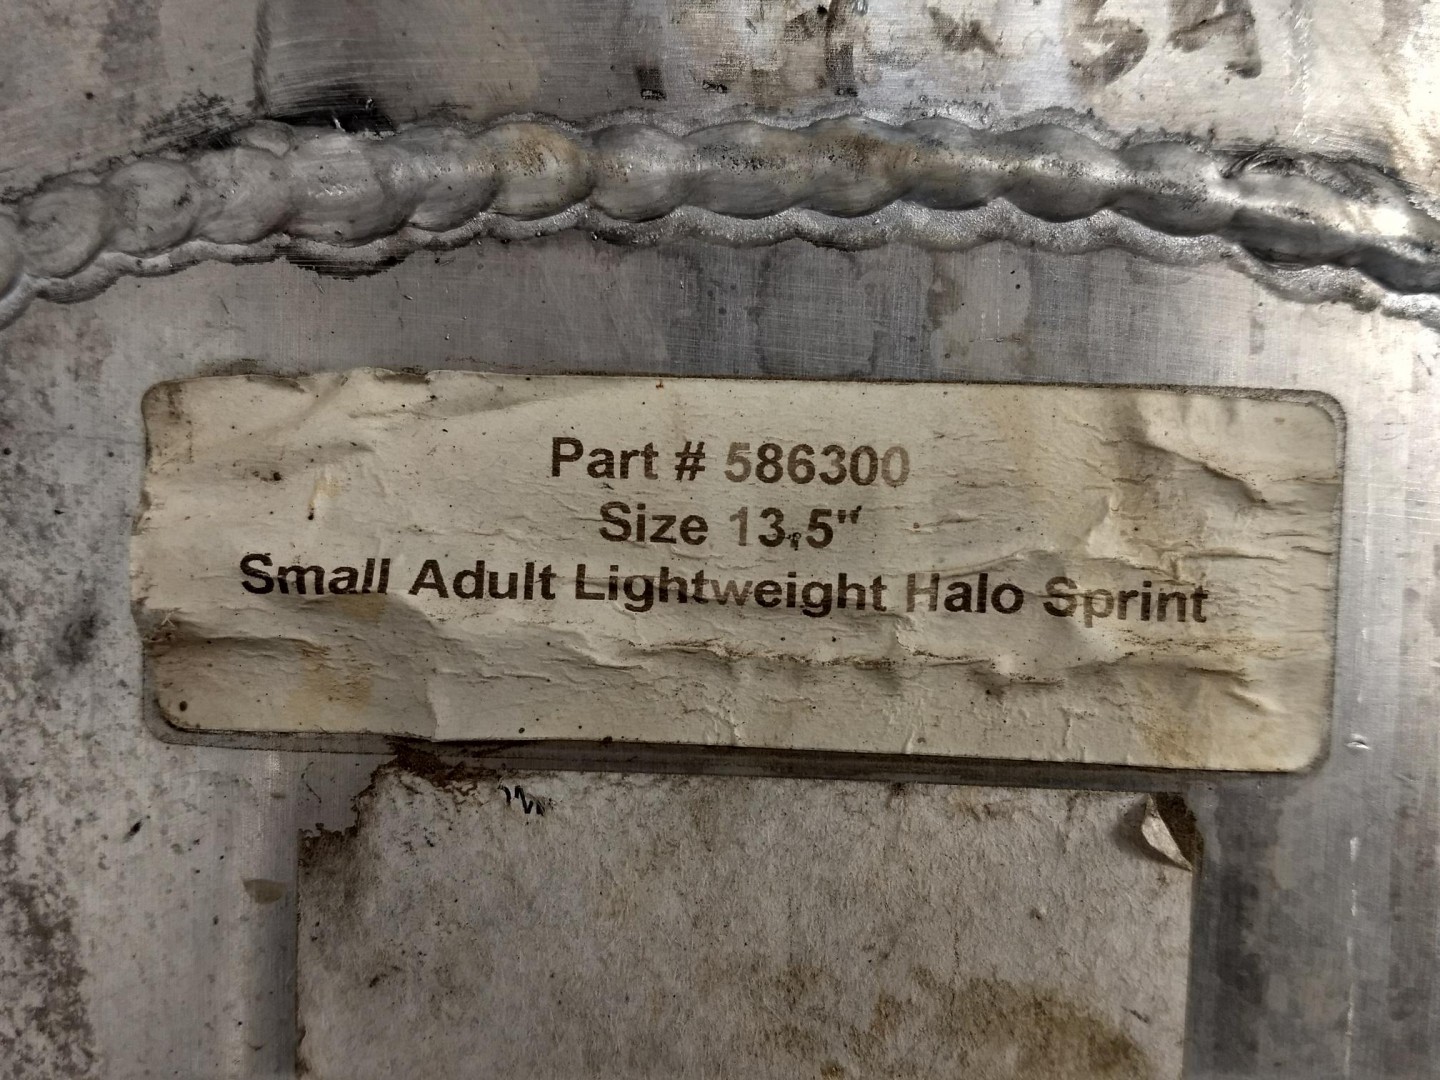 Part # 586300
Size 13.5"
Small Adult Lightweight Halo Sprint